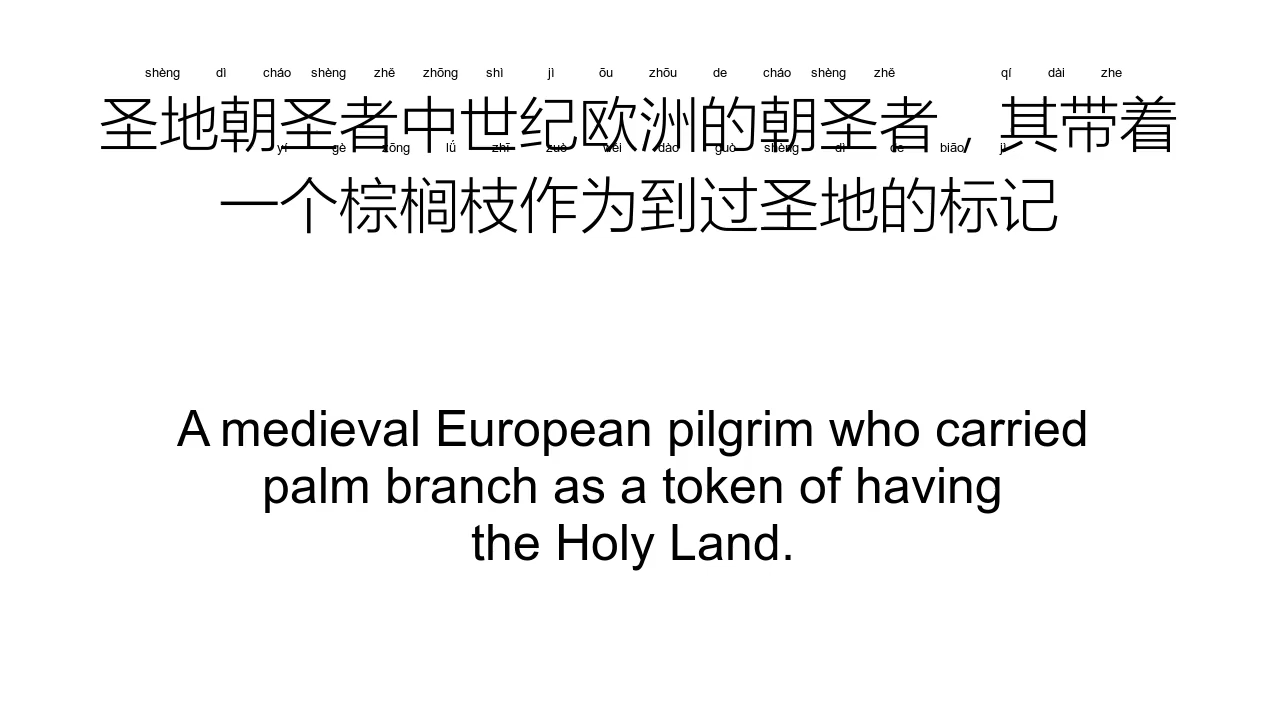 shèng dì cháo shèng zhě zhōng shì jì ōu zhōu de cháo shèng zhě qí dài zhe
圣地朝圣者中世纪欧洲的朝圣者，其带着
yí gè zōng lǘ zhī zuò wéi dào guò shèng dì de biāo jì
一个棕榈枝作为到过圣地的标记
A medieval European pilgrim who carried
palm branch as a token of having
the Holy Land.